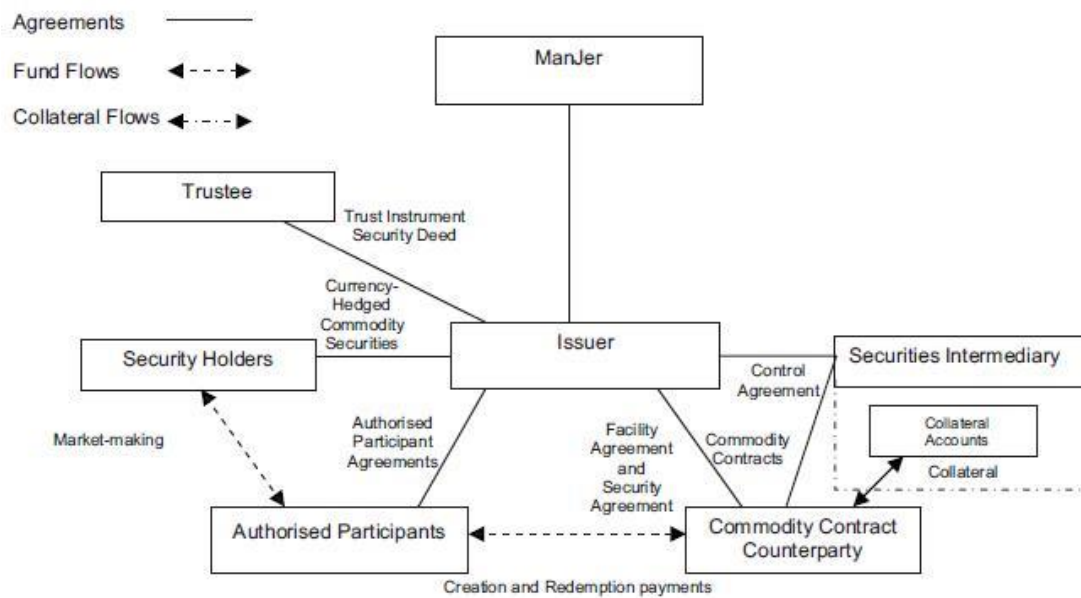 Agreements
ManJer
Fund Flows
Collateral Flows
Trustee
Trust Instrument
Security Deed
Currency-
Hedged
Commodity
Securities
Issuer
Security Holders
Securities Intermediary
Control
Agreement
Collateral
Accounts
Collateral
Market-making
Authorised
Participant
Agreements
Facility
Agreement
and
Security
Agreement
Commodity
Contracts
Authorised Participants
Commodity Contract
Counterparty
Creation and Redemption payments